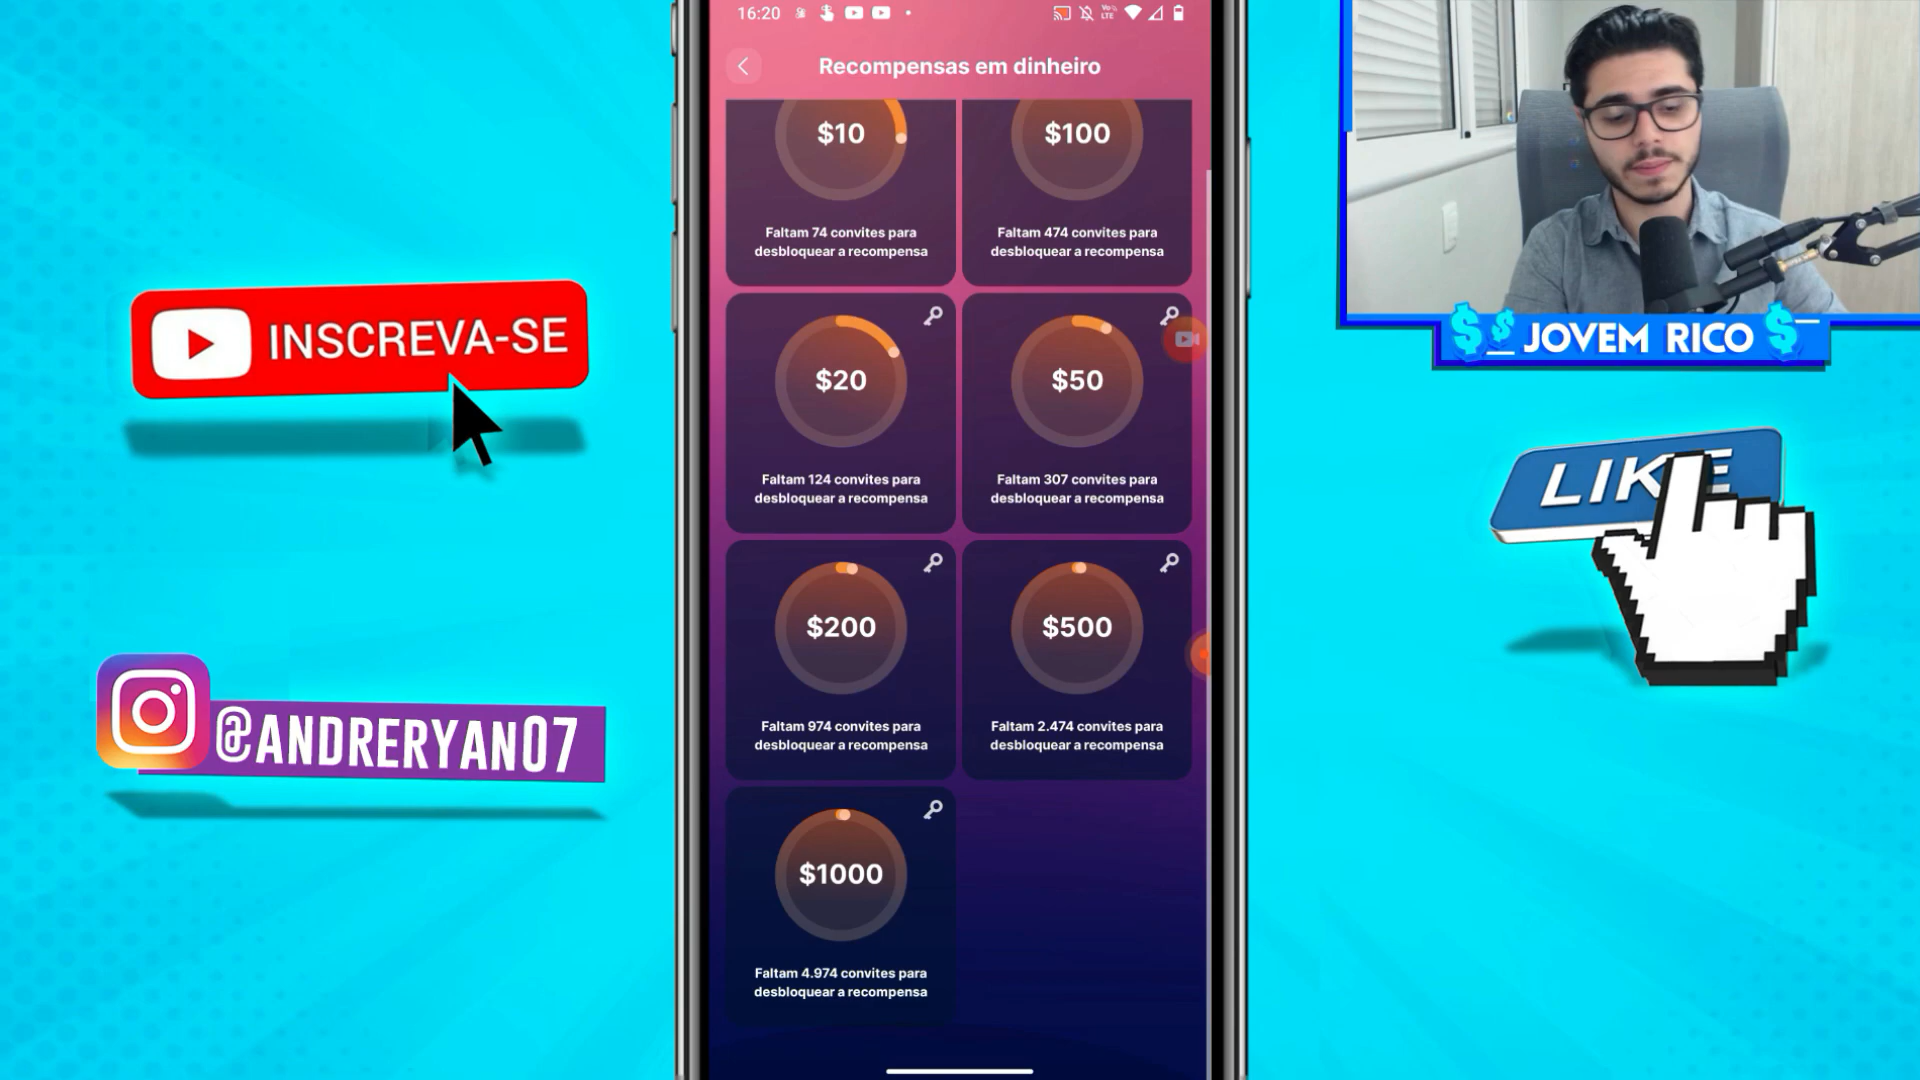 16:20
VoLTE
Recompensas em dinheiro
$10
$100
Faltam 74 convites para
desbloquear a recompensa
Faltam 474 convites para
desbloquear a recompensa
$20
$50
Faltam 124 convites para
desbloquear a recompensa
Faltam 307 convites para
desbloquear a recompensa
$200
$500
Faltam 974 convites para
desbloquear a recompensa
Faltam 2.474 convites para
desbloquear a recompensa
$1000
Faltam 4.974 convites para
desbloquear a recompensa
INSCREVA-SE
@ANDRERYAN07
$ $ JOVEM RICO $
LIKE